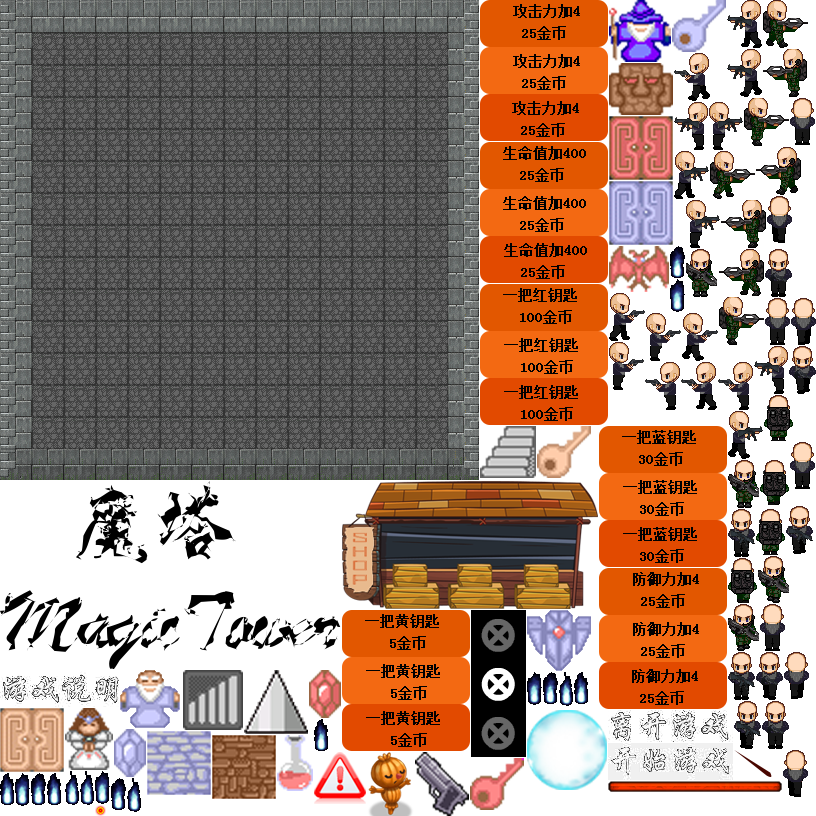 攻击力加4
25金币
攻击力加4
25金币
攻击力加4
25金币
生命值加400
25金币
生命值加400
25金币
生命值加400
25金币
一把红钥匙
100金币
一把红钥匙
100金币
一把红钥匙
100金币
一把蓝钥匙
30金币
一把蓝钥匙
30金币
一把蓝钥匙
30金币
防御力加4
25金币
防御力加4
25金币
防御力加4
25金币
魔塔
Magic Tower
SHOP
一把黄钥匙
5金币
一把黄钥匙
5金币
一把黄钥匙
5金币
游戏说明
离开游戏
开始游戏